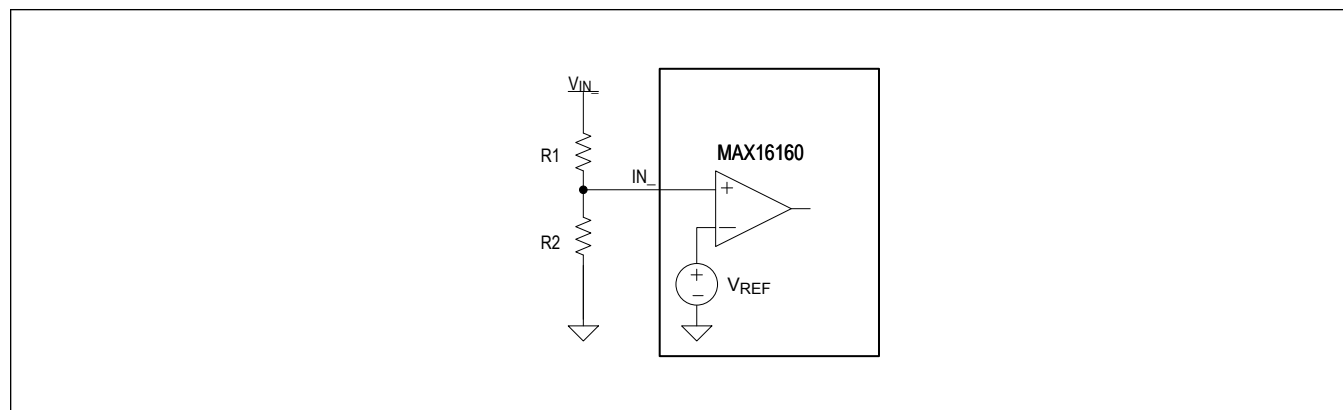 VIN_
R1
MAX16160
IN_
+
R2
−
+
−
VREF